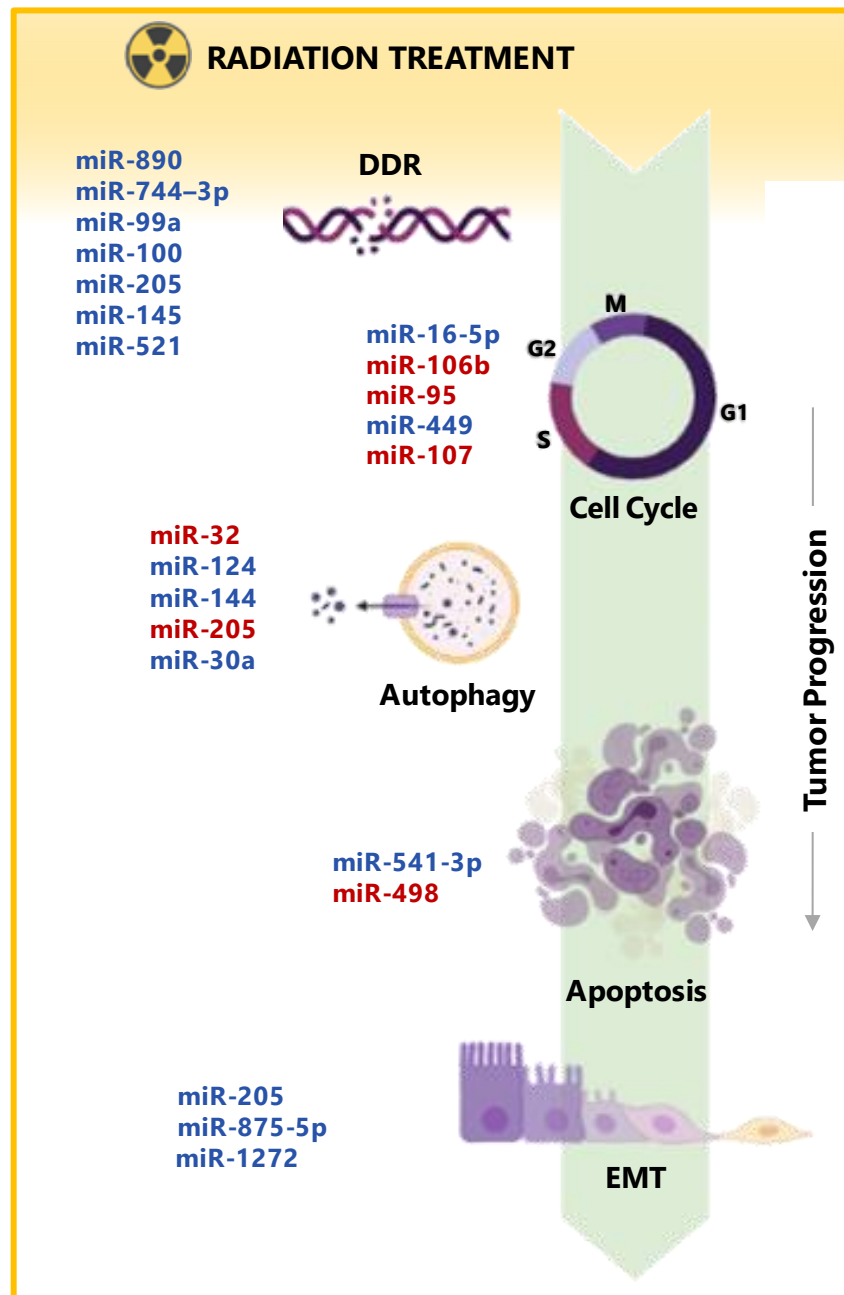 RADIATION TREATMENT
miR-890
miR-744–3p
miR-99a
miR-100
miR-205
miR-145
miR-521
DDR
miR-16-5p
miR-106b
miR-95
miR-449
miR-107
M
G2
G1
S
Cell Cycle
miR-32
miR-124
miR-144
miR-205
miR-30a
Autophagy
Tumor Progression
miR-541-3p
miR-498
Apoptosis
miR-205
miR-875-5p
miR-1272
EMT